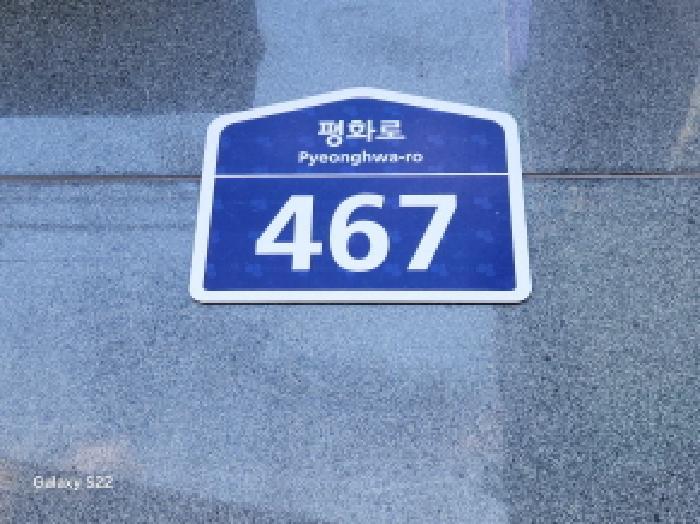 평화로
Pyeonghwa-ro
467
Galaxy S22